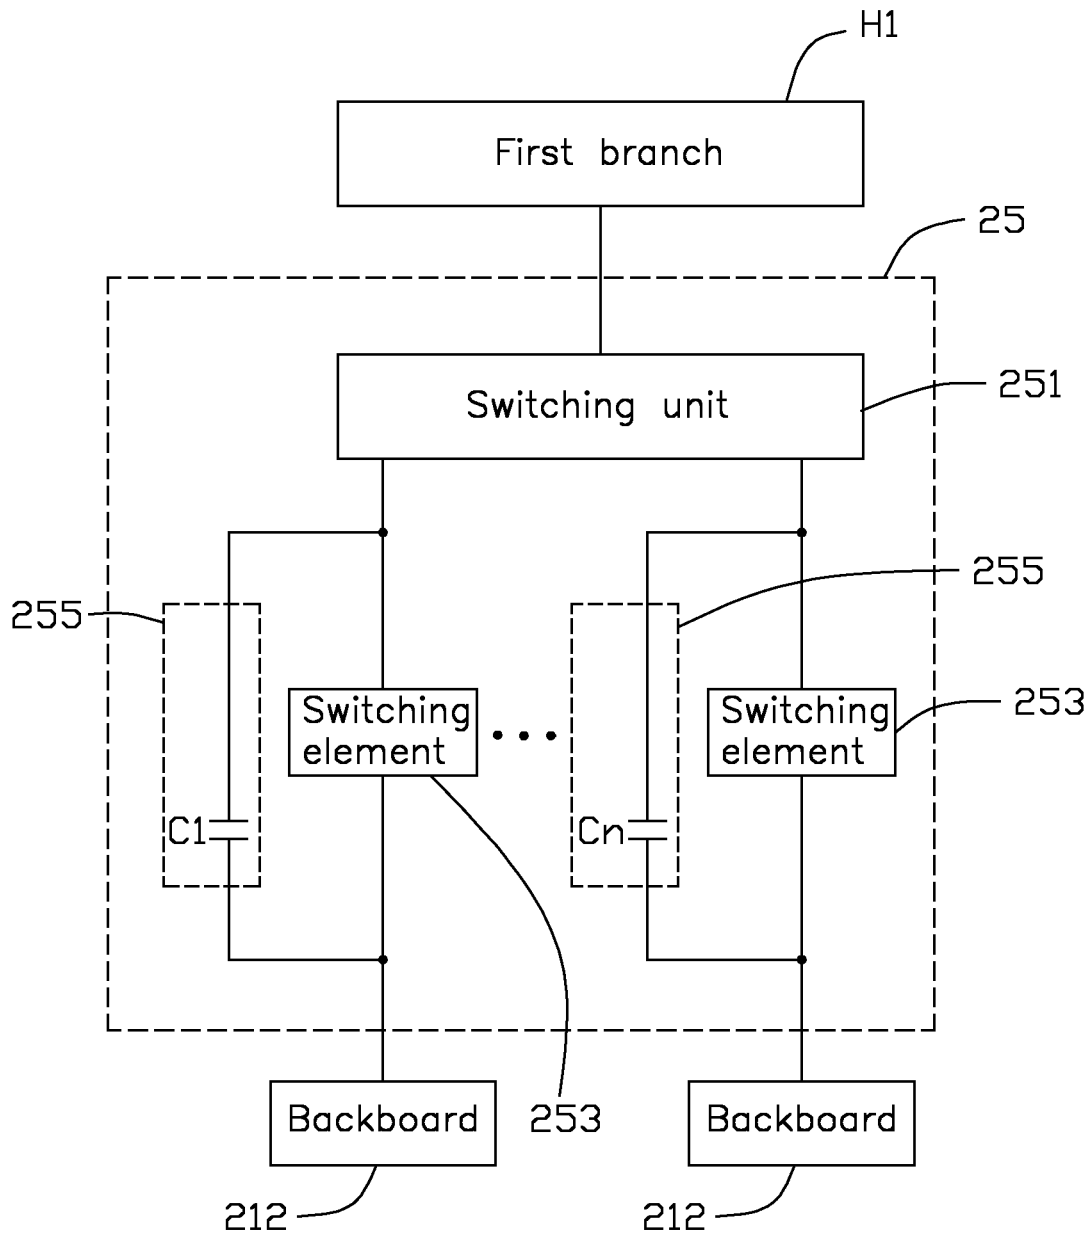 H1
First branch
25
Switching unit
251
255
255
Switching
element
Switching
element
253
C1
Cn
Backboard
253
Backboard
212
212